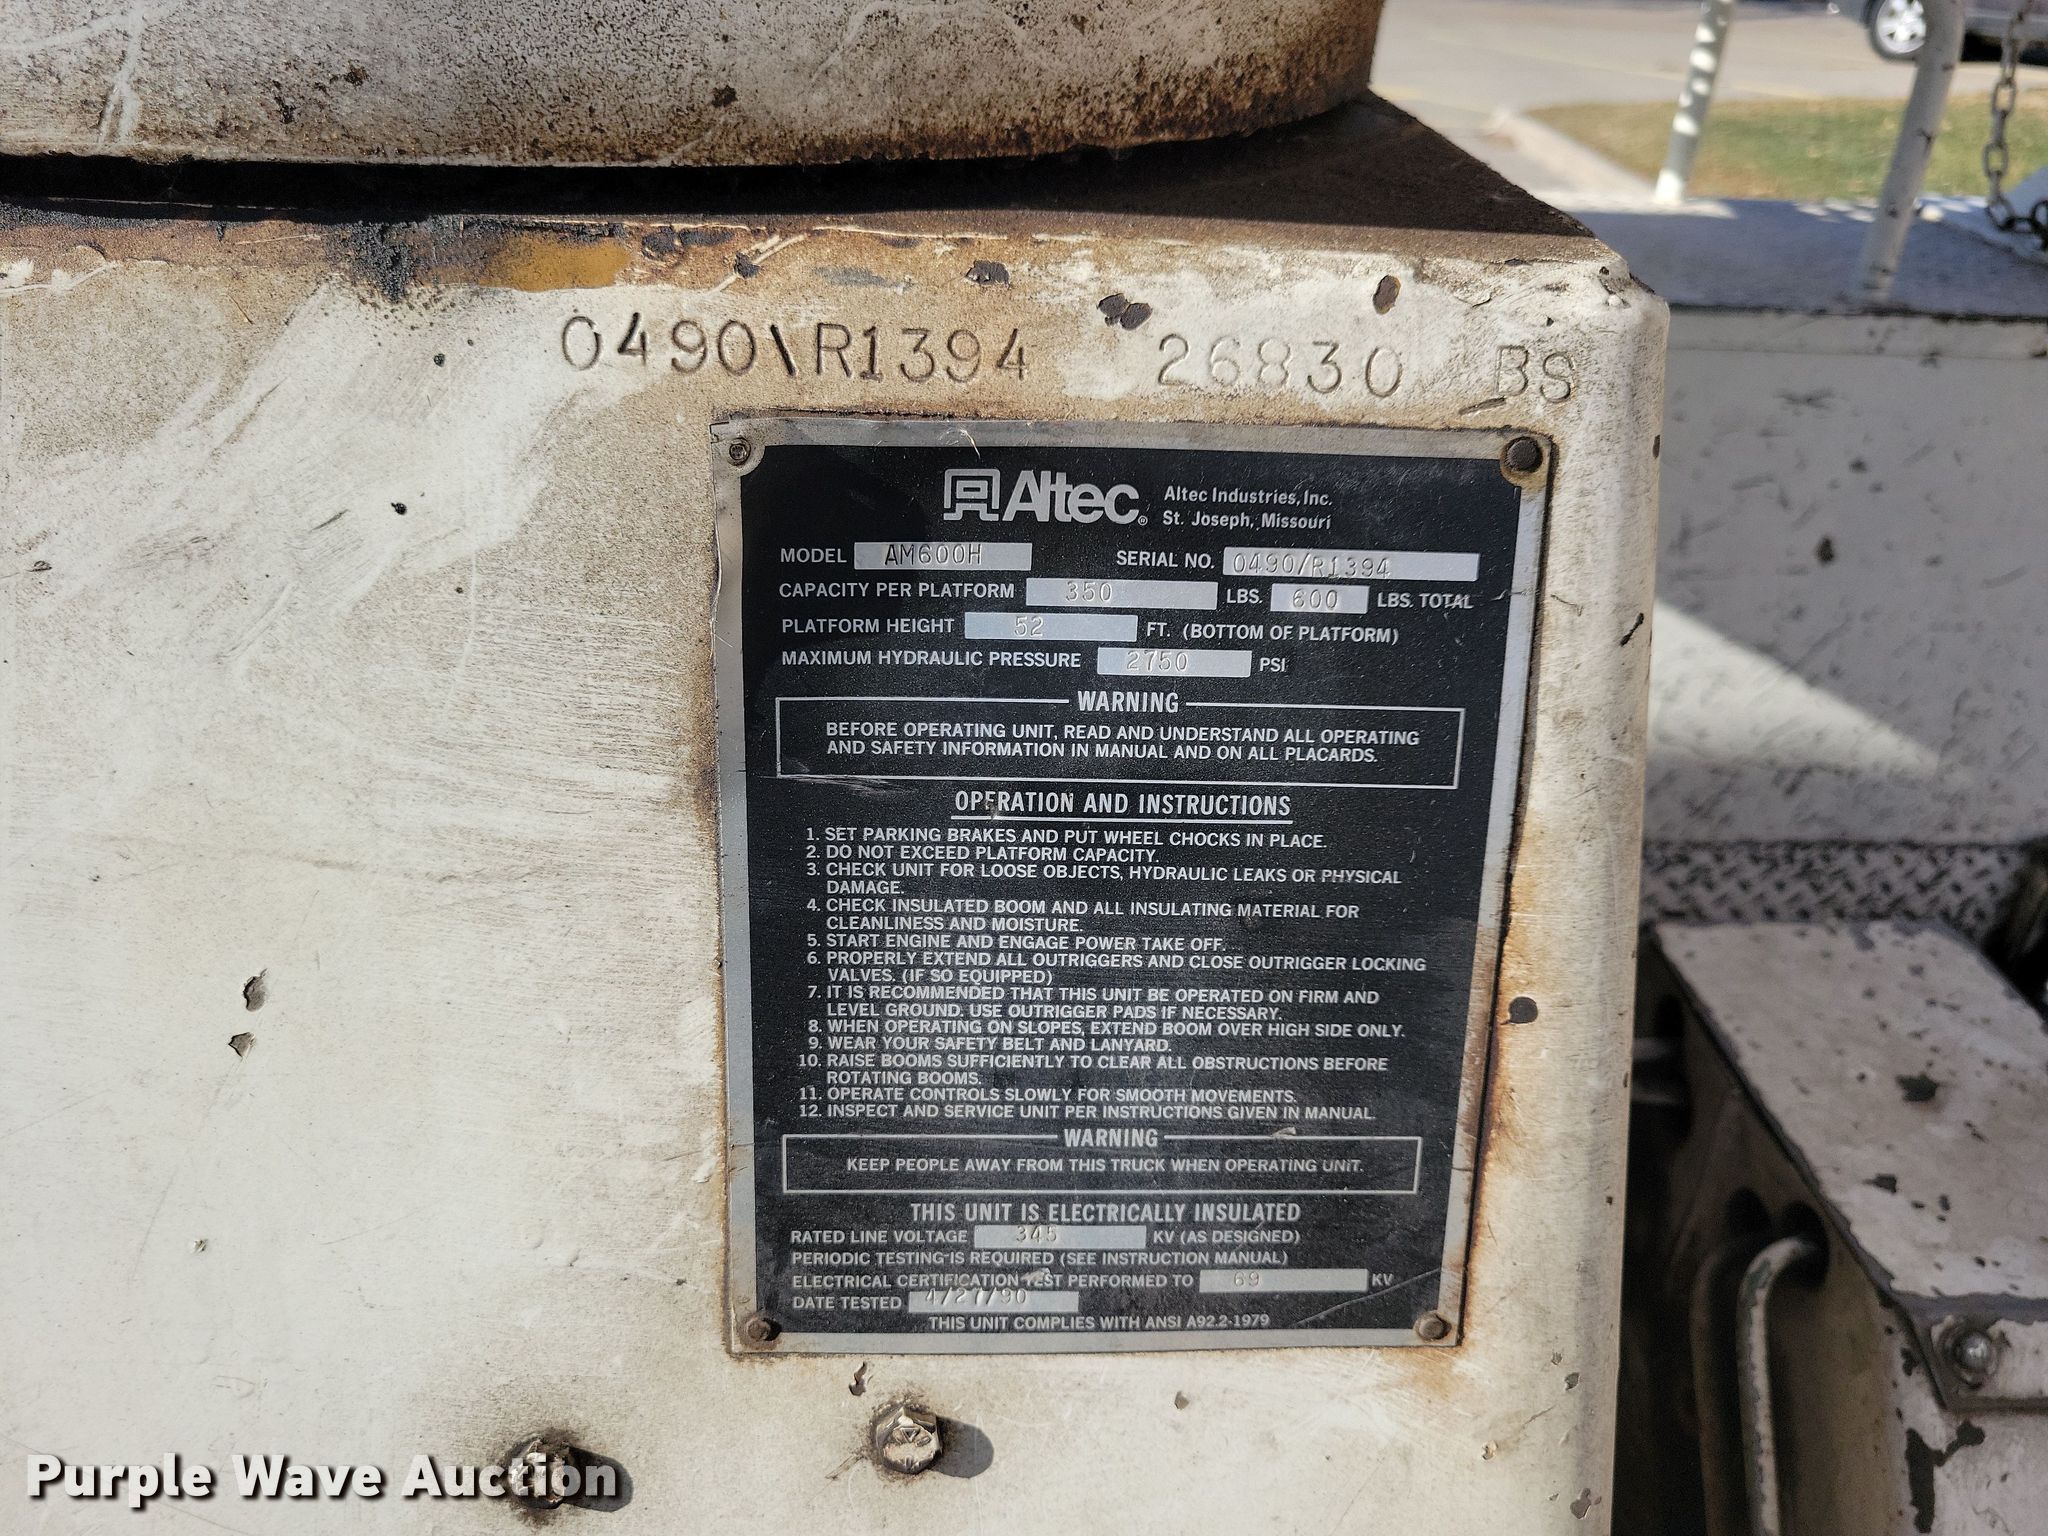 0490\R1394 26830 BS
Altec® Altec Industries, Inc.
St. Joseph, Missouri
MODEL AM600H SERIAL NO. 0490/R1394
CAPACITY PER PLATFORM 350 LBS. 600 LBS. TOTAL
PLATFORM HEIGHT 52 FT. (BOTTOM OF PLATFORM)
MAXIMUM HYDRAULIC PRESSURE 2750 PSI
WARNING
BEFORE OPERATING UNIT, READ AND UNDERSTAND ALL OPERATING
AND SAFETY INFORMATION IN MANUAL AND ON ALL PLACARDS.
OPERATION AND INSTRUCTIONS
1. SET PARKING BRAKES AND PUT WHEEL CHOCKS IN PLACE.
2. DO NOT EXCEED PLATFORM CAPACITY.
3. CHECK UNIT FOR LOOSE OBJECTS, HYDRAULIC LEAKS OR PHYSICAL
DAMAGE.
4. CHECK INSULATED BOOM AND ALL INSULATING MATERIAL FOR
CLEANLINESS AND MOISTURE.
5. START ENGINE AND ENGAGE POWER TAKE OFF.
6. PROPERLY EXTEND ALL OUTRIGGERS AND CLOSE OUTRIGGER LOCKING
VALVES. (IF SO EQUIPPED)
7. IT IS RECOMMENDED THAT THIS UNIT BE OPERATED ON FIRM AND
LEVEL GROUND. USE OUTRIGGER PADS IF NECESSARY.
8. WHEN OPERATING ON SLOPES, EXTEND BOOM OVER HIGH SIDE ONLY.
9. WEAR YOUR SAFETY BELT AND LANYARD.
10. RAISE BOOMS SUFFICIENTLY TO CLEAR ALL OBSTRUCTIONS BEFORE
ROTATING BOOMS.
11. OPERATE CONTROLS SLOWLY FOR SMOOTH MOVEMENTS.
12. INSPECT AND SERVICE UNIT PER INSTRUCTIONS GIVEN IN MANUAL.
WARNING
KEEP PEOPLE AWAY FROM THIS TRUCK WHEN OPERATING UNIT.
THIS UNIT IS ELECTRICALLY INSULATED
RATED LINE VOLTAGE 345 KV (AS DESIGNED)
PERIODIC TESTING IS REQUIRED (SEE INSTRUCTION MANUAL)
ELECTRICAL CERTIFICATION TEST PERFORMED TO 69 KV
DATE TESTED 4/27/90
THIS UNIT COMPLIES WITH ANSI A92.2-1979
Purple Wave Auction